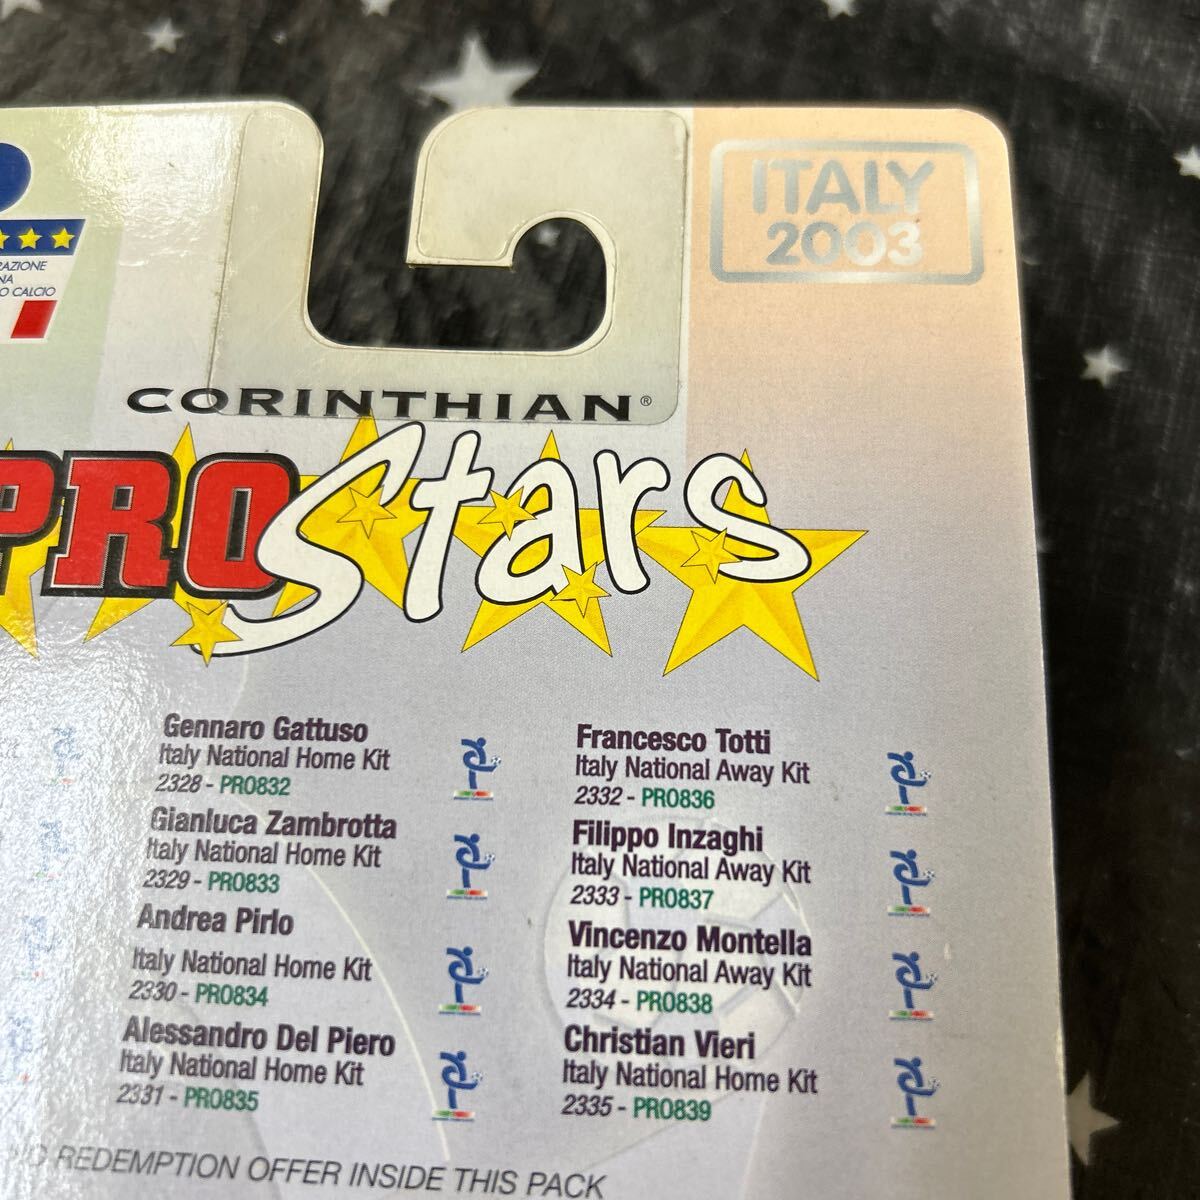 ITALY
2003
CALCIO
CORINTHIAN®
PRO Stars
Gennaro Gattuso
Italy National Home Kit
2328 - PRO832
Gianluca Zambrotta
Italy National Home Kit
2329 - PRO833
Andrea Pirlo
Italy National Home Kit
2330 - PRO834
Alessandro Del Piero
Italy National Home Kit
2331 - PRO835
Francesco Totti
Italy National Away Kit
2332 - PRO836
Filippo Inzaghi
Italy National Away Kit
2333 - PRO837
Vincenzo Montella
Italy National Away Kit
2334 - PRO838
Christian Vieri
Italy National Home Kit
2335 - PRO839
REDEMPTION OFFER INSIDE THIS PACK